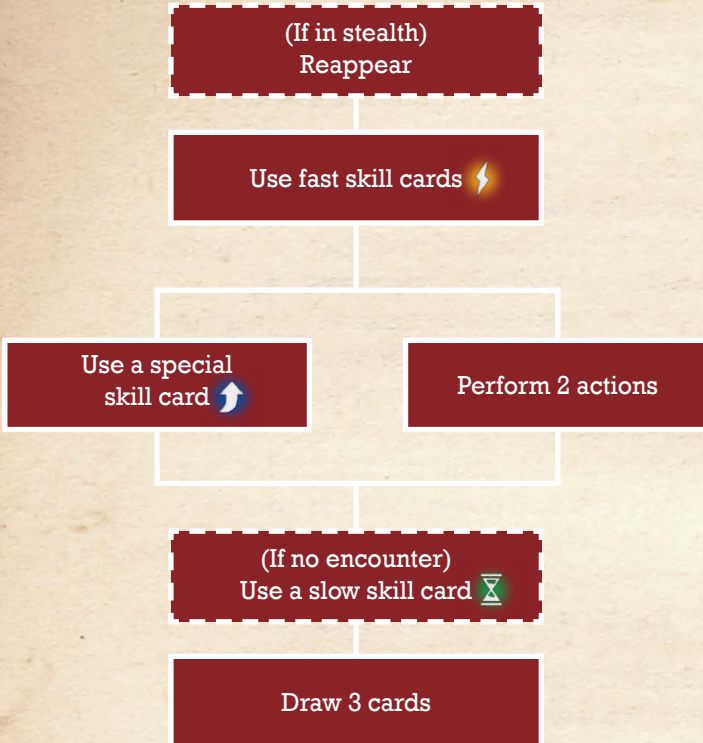 (If in stealth)
Reappear
Use fast skill cards
Use a special
skill card
Perform 2 actions
(If no encounter)
Use a slow skill card
Draw 3 cards